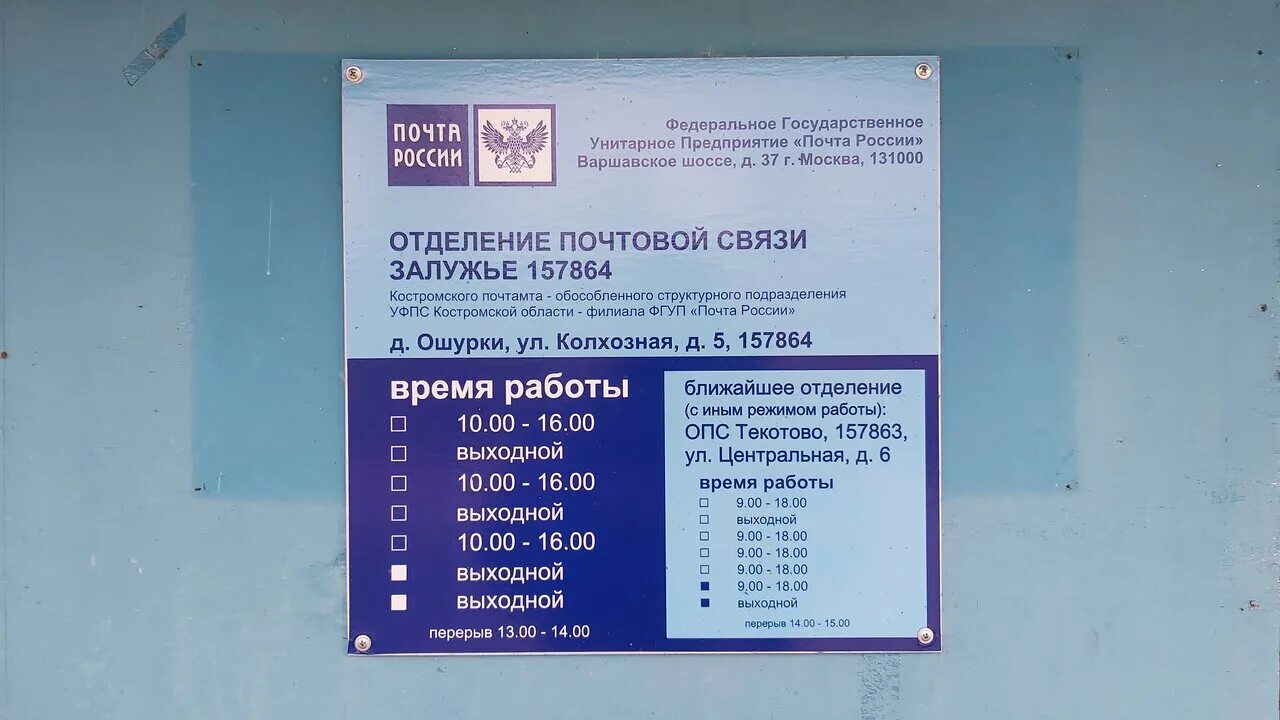 ПОЧТА
РОССИИ
Федеральное Государственное
Унитарное Предприятие «Почта России»
Варшавское шоссе, д. 37 г. Москва, 131000
ОТДЕЛЕНИЕ ПОЧТОВОЙ СВЯЗИ
ЗАЛУЖЬЕ 157864
Костромского почтамта - обособленного структурного подразделения
УФПС Костромской области - филиала ФГУП «Почта России»
д. Ошурки, ул. Колхозная, д. 5, 157864
время работы
10.00 - 16.00
выходной
10.00 - 16.00
выходной
10.00 - 16.00
выходной
выходной
перерыв 13.00 - 14.00
ближайшее отделение
(с иным режимом работы):
ОПС Текотово, 157863,
ул. Центральная, д. 6
время работы
9.00 - 18.00
выходной
9.00 - 18.00
9.00 - 18.00
9.00 - 18.00
9.00 - 18.00
выходной
перерыв 14.00 - 15.00